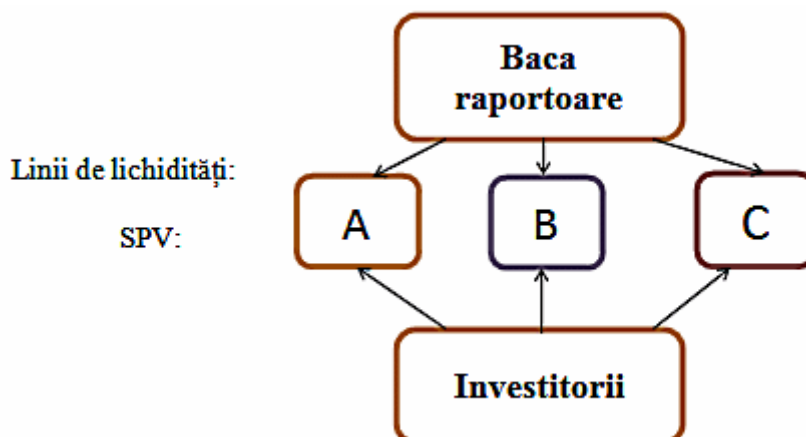 Baca
raportoare
Linii de lichidități:
A
B
C
SPV:
Investitorii